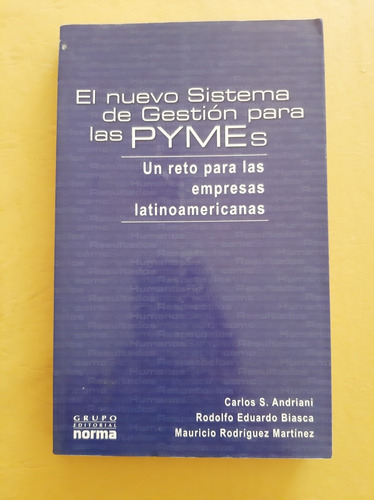 El nuevo Sistema
de Gestión para
las PYMEs
Un reto para las
empresas
latinoamericanas
Carlos S. Andriani
Rodolfo Eduardo Biasca
Mauricio Rodríguez Martínez
GRUPO
EDITORIAL
norma